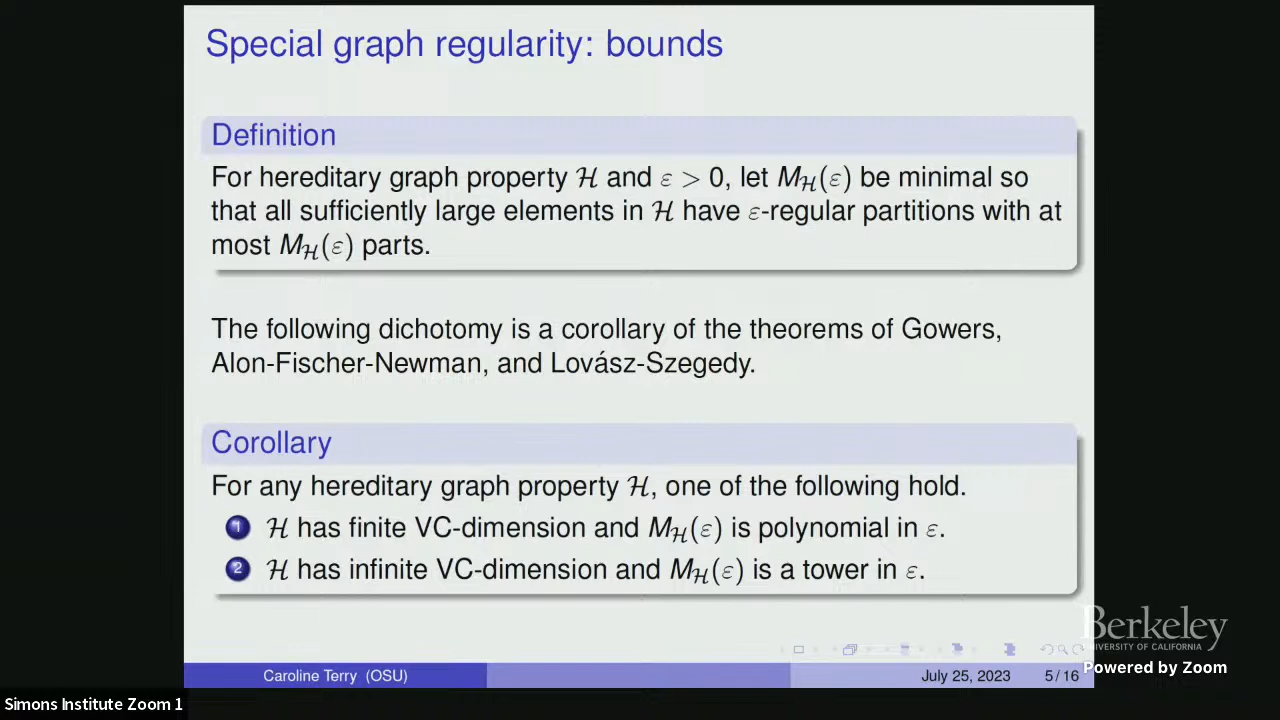 Special graph regularity: bounds
Definition
For hereditary graph property ℋ and ε > 0, let M_ℋ(ε) be minimal so
that all sufficiently large elements in ℋ have ε-regular partitions with at
most M_ℋ(ε) parts.
The following dichotomy is a corollary of the theorems of Gowers,
Alon-Fischer-Newman, and Lovász-Szegedy.
Corollary
For any hereditary graph property ℋ, one of the following hold.
1 ℋ has finite VC-dimension and M_ℋ(ε) is polynomial in ε.
2 ℋ has infinite VC-dimension and M_ℋ(ε) is a tower in ε.
Berkeley
UNIVERSITY OF CALIFORNIA
Powered by Zoom
Caroline Terry (OSU)
July 25, 2023
5 / 16
Simons Institute Zoom 1